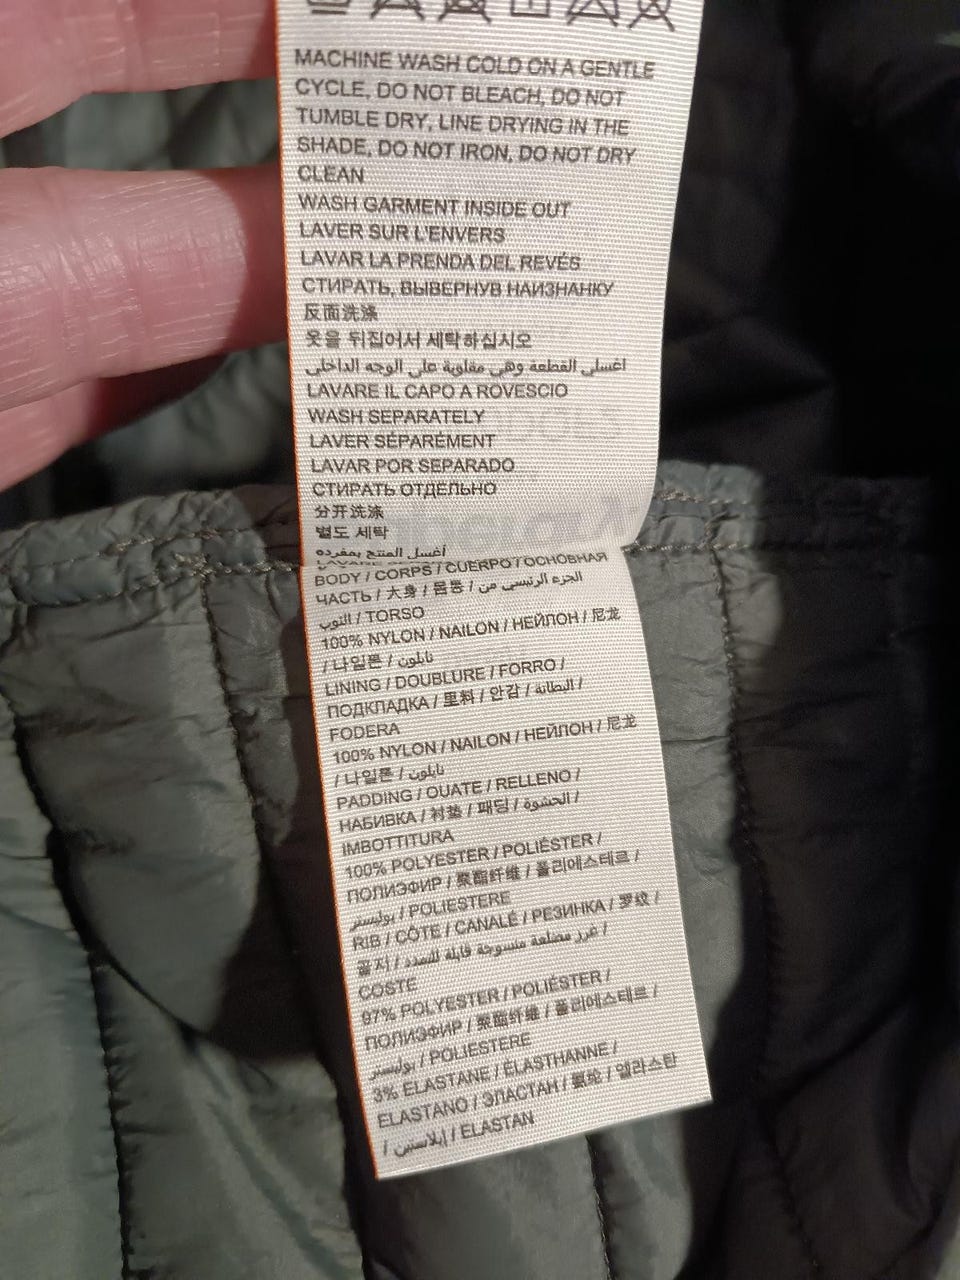 MACHINE WASH COLD ON A GENTLE
CYCLE, DO NOT BLEACH, DO NOT
TUMBLE DRY, LINE DRYING IN THE
SHADE, DO NOT IRON, DO NOT DRY
CLEAN
WASH GARMENT INSIDE OUT
LAVER SUR L'ENVERS
LAVAR LA PRENDA DEL REVÉS
СТИРАТЬ, ВЫВЕРНУВ НАИЗНАНКУ
反面洗涤
옷을 뒤집어서 세탁하십시오
اغسلي القطعة وهي مقلوبة على الوجه الداخلي
LAVARE IL CAPO A ROVESCIO
WASH SEPARATELY
LAVER SÉPARÉMENT
LAVAR POR SEPARADO
СТИРАТЬ ОТДЕЛЬНО
分开洗涤
별도 세탁
أغسل المنتج بمفرده
BODY / CORPS / CUERPO / ОСНОВНАЯ
ЧАСТЬ / 大身 / 몸통 / الجزء الرئيسي من
الثوب / TORSO
100% NYLON / NAILON / НЕЙЛОН / 尼龙
/ 나일론 / نايلون
LINING / DOUBLURE / FORRO /
ПОДКЛАДКА / 里料 / 안감 / البطانة /
FODERA
100% NYLON / NAILON / НЕЙЛОН / 尼龙
/ 나일론 / نايلون
PADDING / OUATE / RELLENO /
НАБИВКА / 衬垫 / 패딩 / الحشوة /
IMBOTTITURA
100% POLYESTER / POLIÉSTER /
ПОЛИЭФИР / 聚酯纤维 / 폴리에스테르 /
بوليستر / POLIESTERE
RIB / CÔTE / CANALÉ / РЕЗИНКА / 罗纹 /
골지 / غرز مضلعة منسوجة قابلة للتمدد /
COSTE
97% POLYESTER / POLIÉSTER /
ПОЛИЭФИР / 聚酯纤维 / 폴리에스테르 /
بوليستر / POLIESTERE
3% ELASTANE / ÉLASTHANNE /
ELASTANO / ЭЛАСТАН / 氨纶 / 엘라스탄
/ إيلاستين / ELASTAN